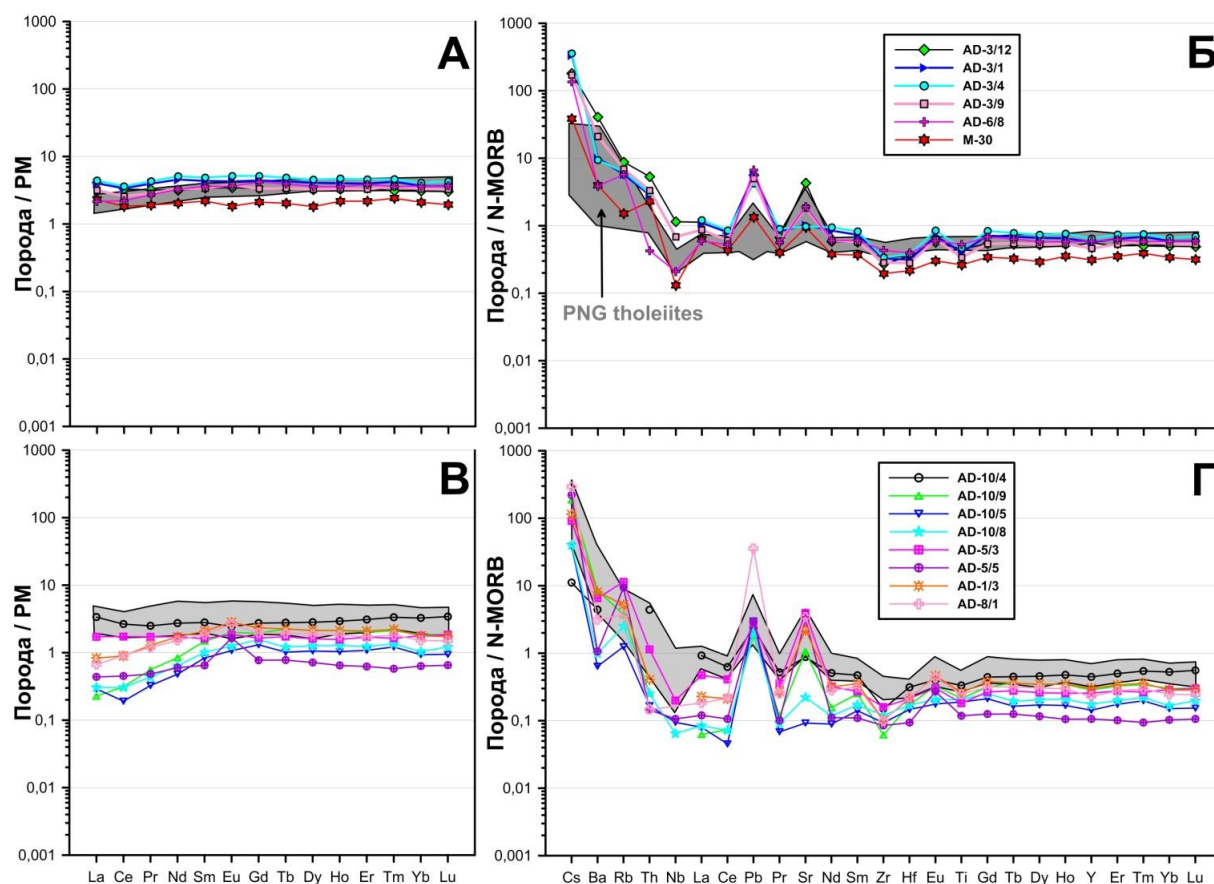 А
Порода / PM
1000
100
10
1
0,1
0,01
0,001
Б
Порода / N-MORB
1000
100
10
1
0,1
0,01
0,001
AD-3/12
AD-3/1
AD-3/4
AD-3/9
AD-6/8
M-30
PNG tholeiites
В
Порода / PM
1000
100
10
1
0,1
0,01
0,001
La Ce Pr Nd Sm Eu Gd Tb Dy Ho Er Tm Yb Lu
Г
Порода / N-MORB
1000
100
10
1
0,1
0,01
0,001
AD-10/4
AD-10/9
AD-10/5
AD-10/8
AD-5/3
AD-5/5
AD-1/3
AD-8/1
Cs Ba Rb Th Nb La Ce Pb Pr Sr Nd Sm Zr Hf Eu Ti Gd Tb Dy Ho Y Er Tm Yb Lu